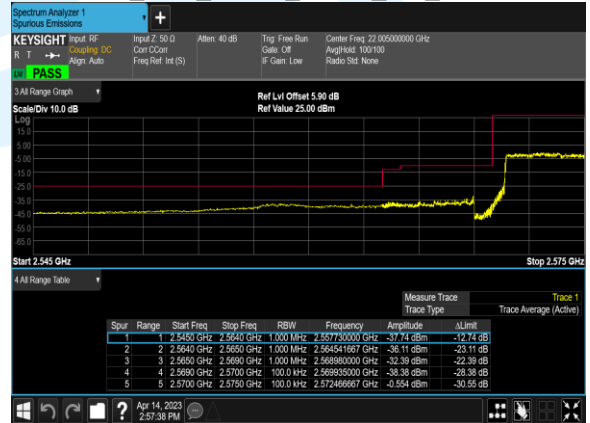 Spectrum Analyzer 1
Spurious Emissions
+
KEYSIGHT Input: RF Input Z: 50 Ω Atten: 40 dB Trig: Free Run Center Freq: 22.005000000 GHz
R T Coupling: DC Corr CCorr Gate: Off Avg|Hold: 100/100
Align: Auto Freq Ref: Int (S) IF Gain: Low Radio Std: None
PASS
3 All Range Graph
Ref Lvl Offset 5.90 dB
Scale/Div 10.0 dB Ref Value 25.00 dBm
Log
15.0
5.00
-5.00
-15.0
-25.0
-35.0
-45.0
-55.0
-65.0
Start 2.545 GHz Stop 2.575 GHz
4 All Range Table
Measure Trace Trace 1
Trace Type Trace Average (Active)
Spur Range Start Freq Stop Freq RBW Frequency Amplitude ΔLimit
1 1 2.5450 GHz 2.5640 GHz 1.000 MHz 2.557730000 GHz -37.74 dBm -12.74 dB
2 2 2.5640 GHz 2.5650 GHz 1.000 MHz 2.564541667 GHz -36.11 dBm -23.11 dB
3 3 2.5650 GHz 2.5690 GHz 1.000 MHz 2.568980000 GHz -32.39 dBm -22.39 dB
4 4 2.5690 GHz 2.5700 GHz 100.0 kHz 2.569935000 GHz -38.38 dBm -28.38 dB
5 5 2.5700 GHz 2.5750 GHz 100.0 kHz 2.572466667 GHz -0.554 dBm -30.55 dB
? Apr 14, 2023
2:57:38 PM